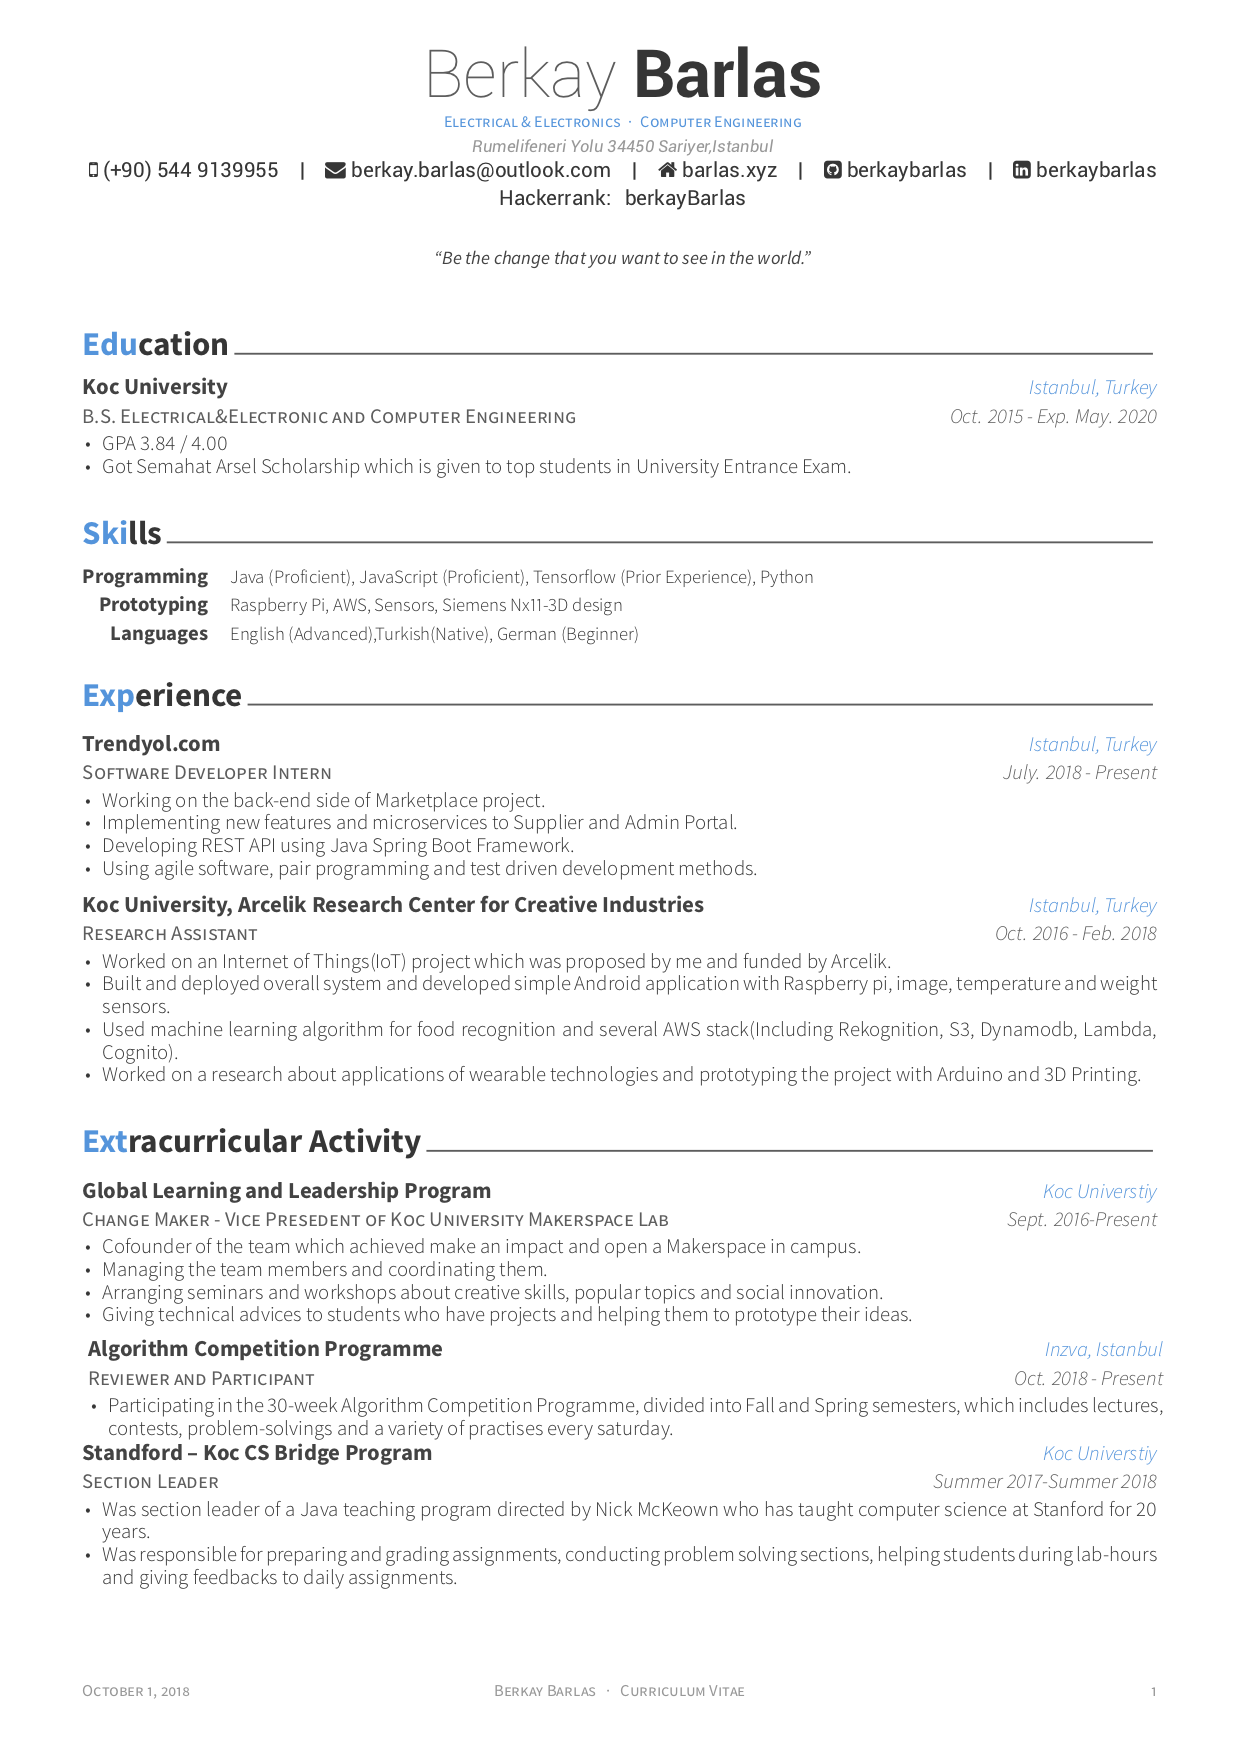 Berkay Barlas
Electrical & Electronics · Computer Engineering
Rumelifeneri Yolu 34450 Sariyer,Istanbul
(+90) 544 9139955 | berkay.barlas@outlook.com | barlas.xyz | berkaybarlas | berkaybarlas
Hackerrank: berkayBarlas
“Be the change that you want to see in the world.”
Education
Koc University Istanbul, Turkey
B.S. Electrical&Electronic and Computer Engineering Oct. 2015 - Exp. May. 2020
• GPA 3.84 / 4.00
• Got Semahat Arsel Scholarship which is given to top students in University Entrance Exam.
Skills
Programming Java (Proficient), JavaScript (Proficient), Tensorflow (Prior Experience), Python
Prototyping Raspberry Pi, AWS, Sensors, Siemens Nx11-3D design
Languages English (Advanced),Turkish(Native), German (Beginner)
Experience
Trendyol.com Istanbul, Turkey
Software Developer Intern July. 2018 - Present
• Working on the back-end side of Marketplace project.
• Implementing new features and microservices to Supplier and Admin Portal.
• Developing REST API using Java Spring Boot Framework.
• Using agile software, pair programming and test driven development methods.
Koc University, Arcelik Research Center for Creative Industries Istanbul, Turkey
Research Assistant Oct. 2016 - Feb. 2018
• Worked on an Internet of Things(IoT) project which was proposed by me and funded by Arcelik.
• Built and deployed overall system and developed simple Android application with Raspberry pi, image, temperature and weight
sensors.
• Used machine learning algorithm for food recognition and several AWS stack(Including Rekognition, S3, Dynamodb, Lambda,
Cognito).
• Worked on a research about applications of wearable technologies and prototyping the project with Arduino and 3D Printing.
Extracurricular Activity
Global Learning and Leadership Program Koc Universtiy
Change Maker - Vice Presedent of Koc University Makerspace Lab Sept. 2016-Present
• Cofounder of the team which achieved make an impact and open a Makerspace in campus.
• Managing the team members and coordinating them.
• Arranging seminars and workshops about creative skills, popular topics and social innovation.
• Giving technical advices to students who have projects and helping them to prototype their ideas.
Algorithm Competition Programme Inzva, Istanbul
Reviewer and Participant Oct. 2018 - Present
• Participating in the 30-week Algorithm Competition Programme, divided into Fall and Spring semesters, which includes lectures,
contests, problem-solvings and a variety of practises every saturday.
Standford – Koc CS Bridge Program Koc Universtiy
Section Leader Summer 2017-Summer 2018
• Was section leader of a Java teaching program directed by Nick McKeown who has taught computer science at Stanford for 20
years.
• Was responsible for preparing and grading assignments, conducting problem solving sections, helping students during lab-hours
and giving feedbacks to daily assignments.
October 1, 2018 Berkay Barlas · Curriculum Vitae 1